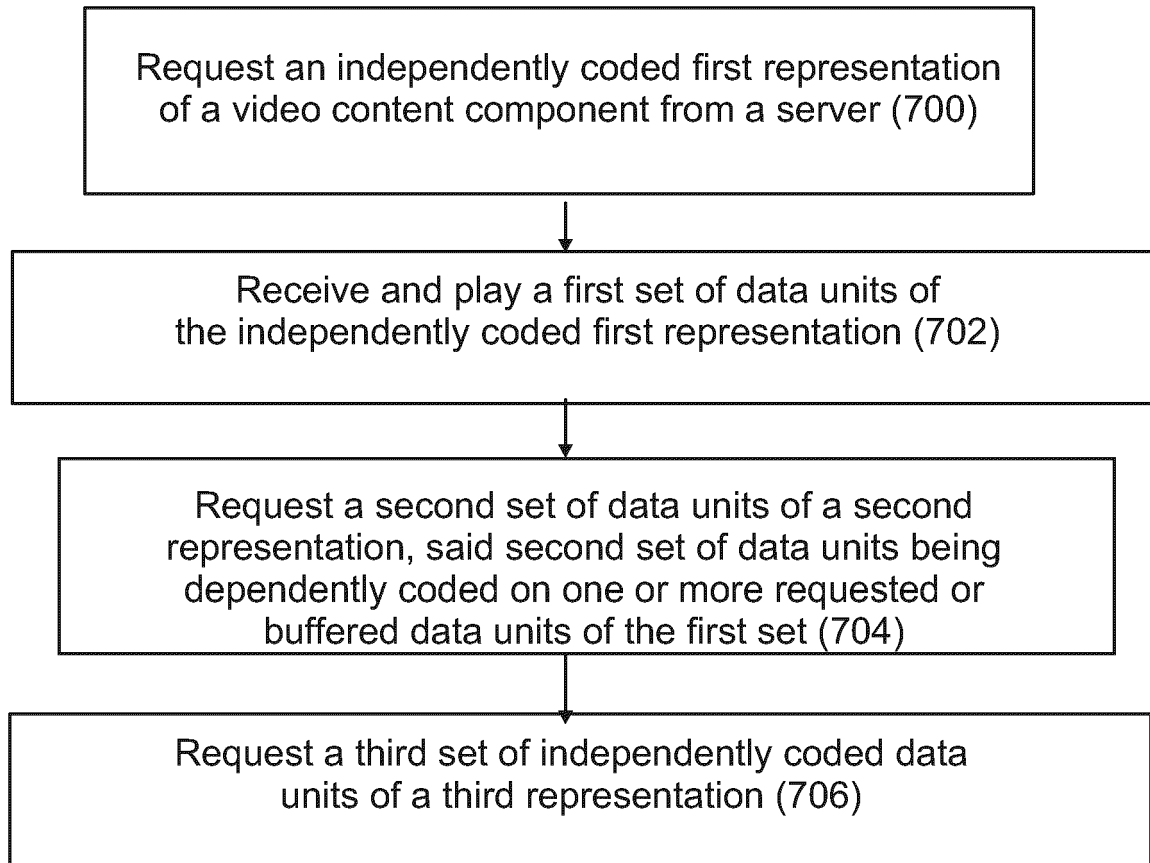 Request an independently coded first representation
of a video content component from a server (700)
Receive and play a first set of data units of
the independently coded first representation (702)
Request a second set of data units of a second
representation, said second set of data units being
dependently coded on one or more requested or
buffered data units of the first set (704)
Request a third set of independently coded data
units of a third representation (706)